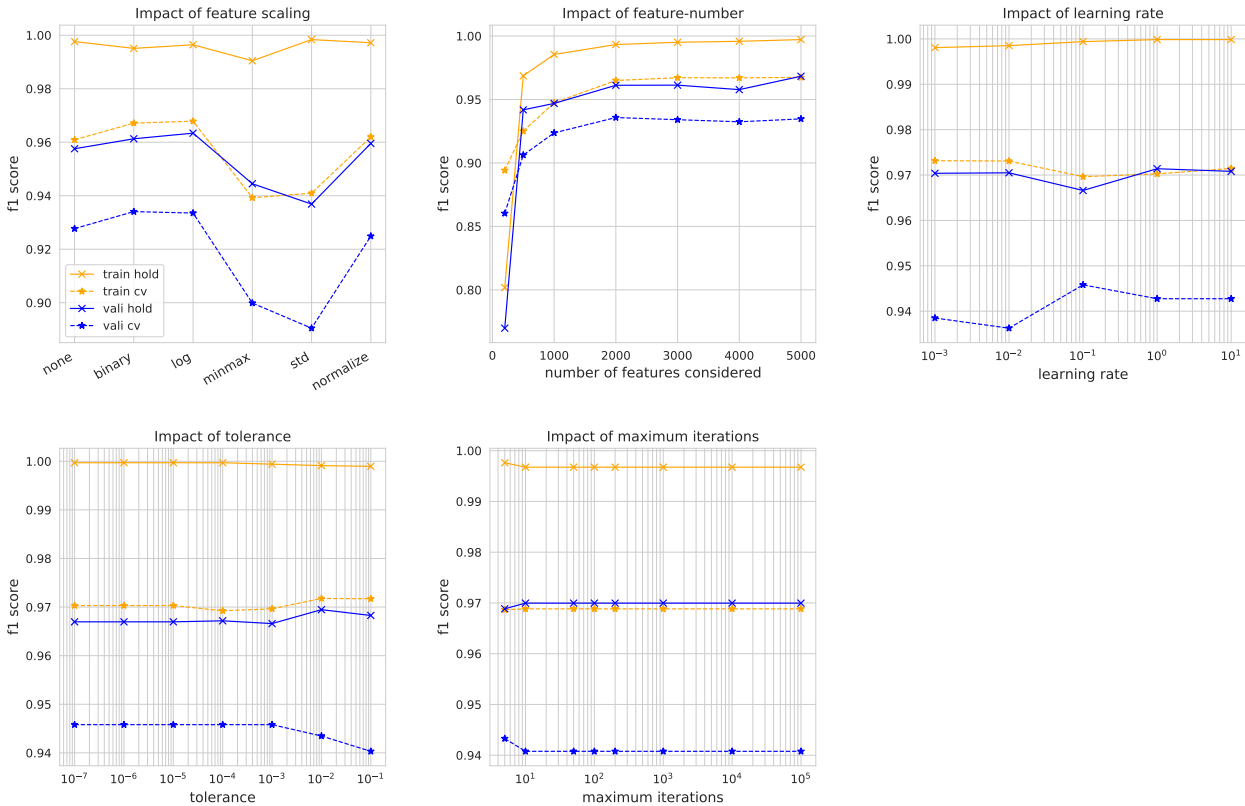 Impact of feature scaling
1.00
0.98
0.96
0.94
0.92
0.90
f1 score
train hold
train cv
vali hold
vali cv
none
binary
log
minmax
std
normalize
Impact of feature-number
1.00
0.95
0.90
0.85
0.80
f1 score
0
1000
2000
3000
4000
5000
number of features considered
Impact of learning rate
1.00
0.99
0.98
0.97
0.96
0.95
0.94
f1 score
10⁻³
10⁻²
10⁻¹
10⁰
10¹
learning rate
Impact of tolerance
1.00
0.99
0.98
0.97
0.96
0.95
0.94
f1 score
10⁻⁷
10⁻⁶
10⁻⁵
10⁻⁴
10⁻³
10⁻²
10⁻¹
tolerance
Impact of maximum iterations
1.00
0.99
0.98
0.97
0.96
0.95
0.94
f1 score
10¹
10²
10³
10⁴
10⁵
maximum iterations